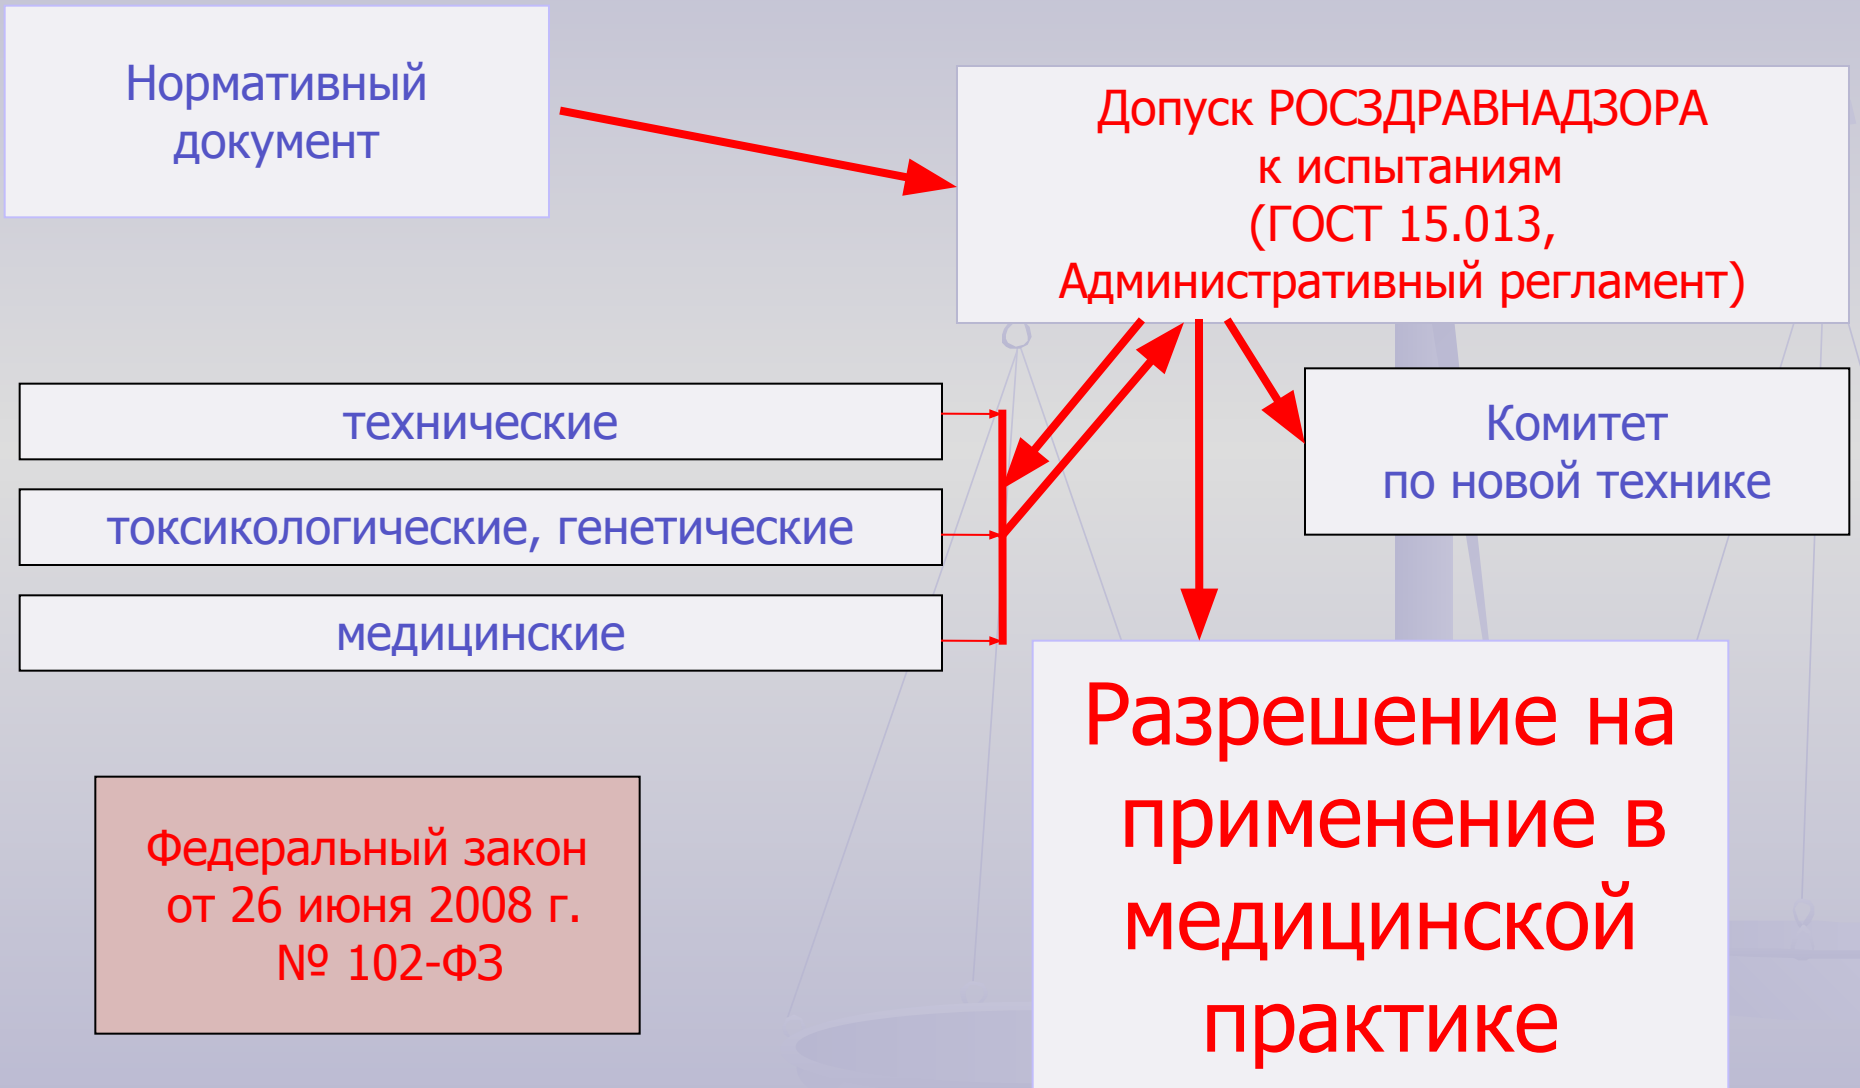 Нормативный
документ
Допуск РОСЗДРАВНАДЗОРА
к испытаниям
(ГОСТ 15.013,
Административный регламент)
технические
токсикологические, генетические
медицинские
Комитет
по новой технике
Федеральный закон
от 26 июня 2008 г.
№ 102-ФЗ
Разрешение на
применение в
медицинской
практике